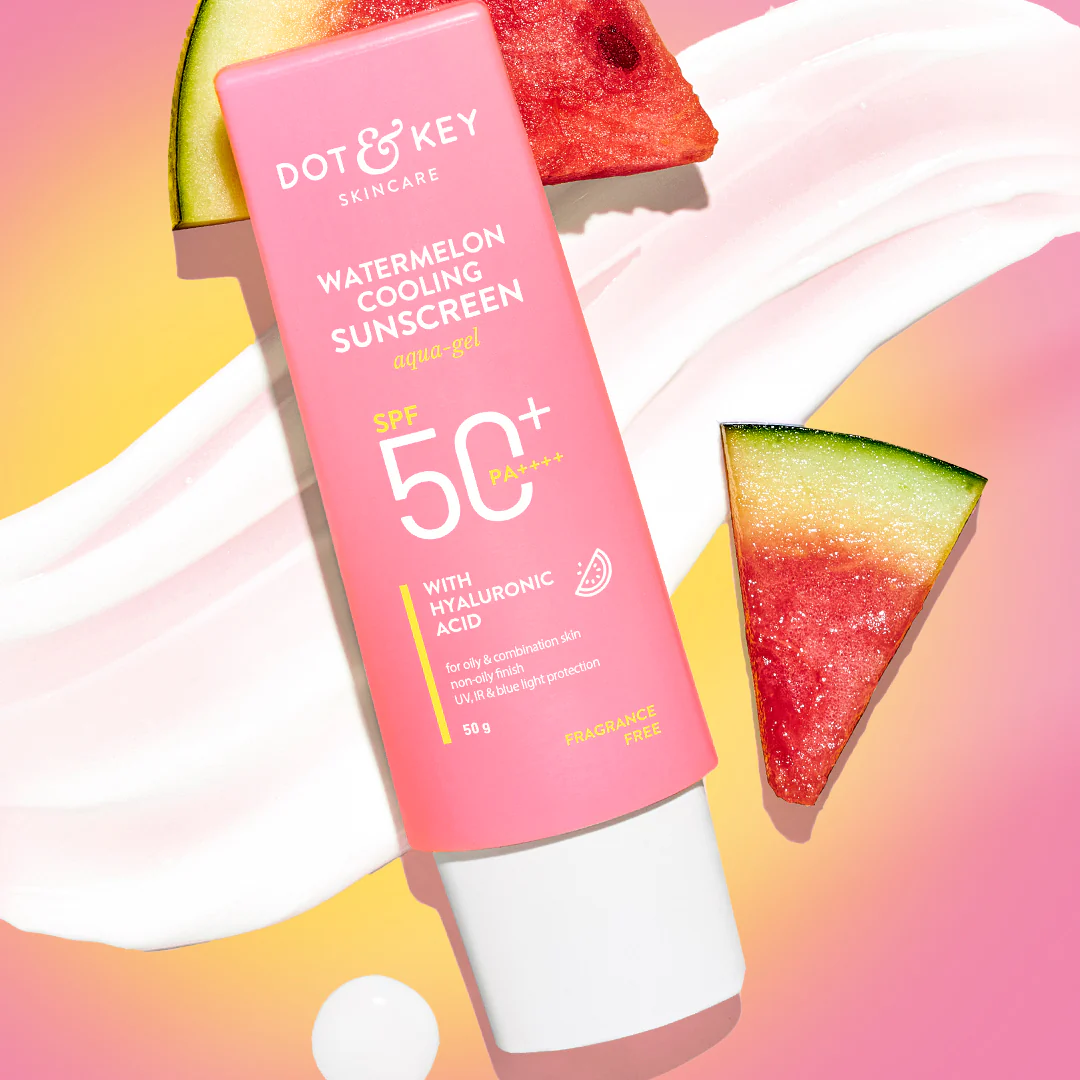 DOT & KEY
SKINCARE
WATERMELON
COOLING
SUNSCREEN
aqua-gel
SPF
50+
PA++++
WITH
HYALURONIC
ACID
for oily & combination skin
non-oily finish
UV, IR & blue light protection
50 g
FRAGRANCE
FREE